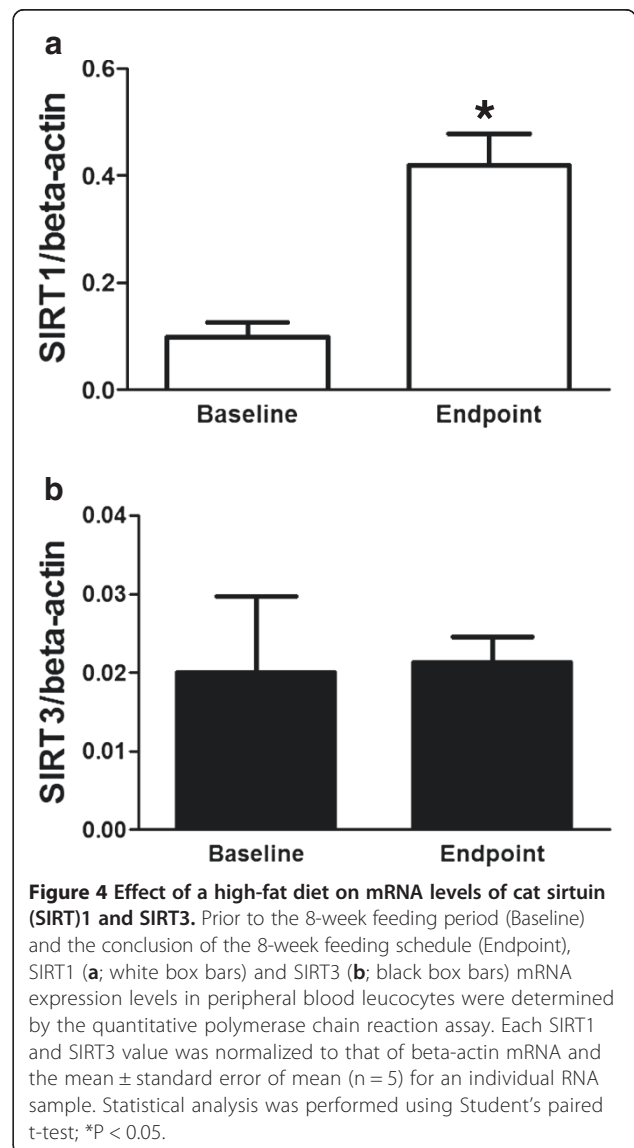 a
0.6
*
0.4
0.2
0.0
SIRT1/beta-actin
Baseline Endpoint
b
0.04
0.03
0.02
0.01
0.00
SIRT3/beta-actin
Baseline Endpoint
Figure 4 Effect of a high-fat diet on mRNA levels of cat sirtuin
(SIRT)1 and SIRT3. Prior to the 8-week feeding period (Baseline)
and the conclusion of the 8-week feeding schedule (Endpoint),
SIRT1 (a; white box bars) and SIRT3 (b; black box bars) mRNA
expression levels in peripheral blood leucocytes were determined
by the quantitative polymerase chain reaction assay. Each SIRT1
and SIRT3 value was normalized to that of beta-actin mRNA and
the mean ± standard error of mean (n = 5) for an individual RNA
sample. Statistical analysis was performed using Student's paired
t-test; *P < 0.05.